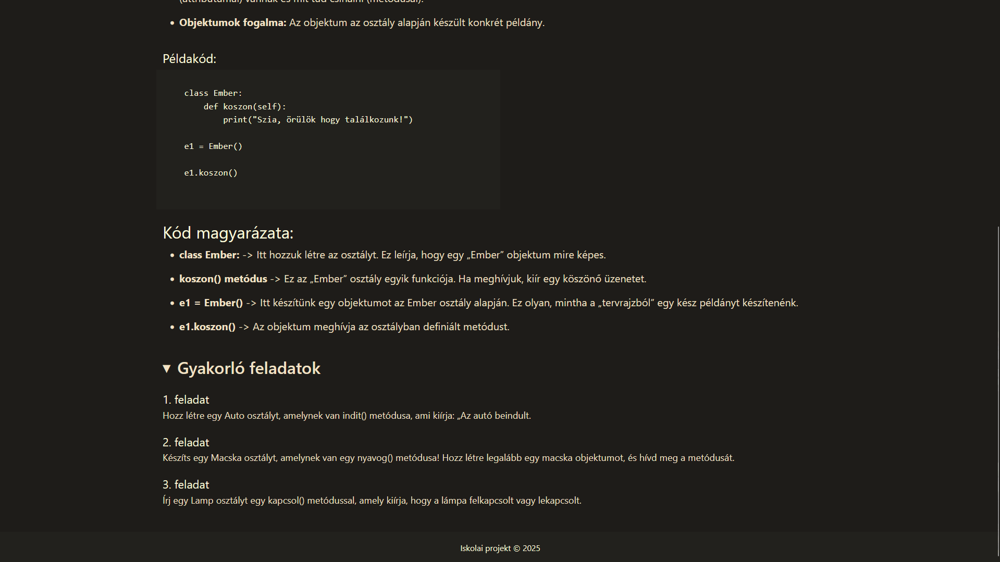 (attribútumai) vannak és mit tud csinálni (metódusai).
• Objektumok fogalma: Az objektum az osztály alapján készült konkrét példány.
Példakód:
class Ember:
    def koszon(self):
        print("Szia, örülök hogy találkozunk!")
e1 = Ember()
e1.koszon()
Kód magyarázata:
• class Ember: -> Itt hozzuk létre az osztályt. Ez leírja, hogy egy „Ember” objektum mire képes.
• koszon() metódus -> Ez az „Ember” osztály egyik funkciója. Ha meghívjuk, kiír egy köszönő üzenetet.
• e1 = Ember() -> Itt készítünk egy objektumot az Ember osztály alapján. Ez olyan, mintha a „tervrajzból” egy kész példányt készítenénk.
• e1.koszon() -> Az objektum meghívja az osztályban definiált metódust.
▼ Gyakorló feladatok
1. feladat
Hozz létre egy Auto osztályt, amelynek van indit() metódusa, ami kiírja: „Az autó beindult.
2. feladat
Készíts egy Macska osztályt, amelynek van egy nyavog() metódusa! Hozz létre legalább egy macska objektumot, és hívd meg a metódusát.
3. feladat
Írj egy Lamp osztályt egy kapcsol() metódussal, amely kiírja, hogy a lámpa felkapcsolt vagy lekapcsolt.
Iskolai projekt © 2025